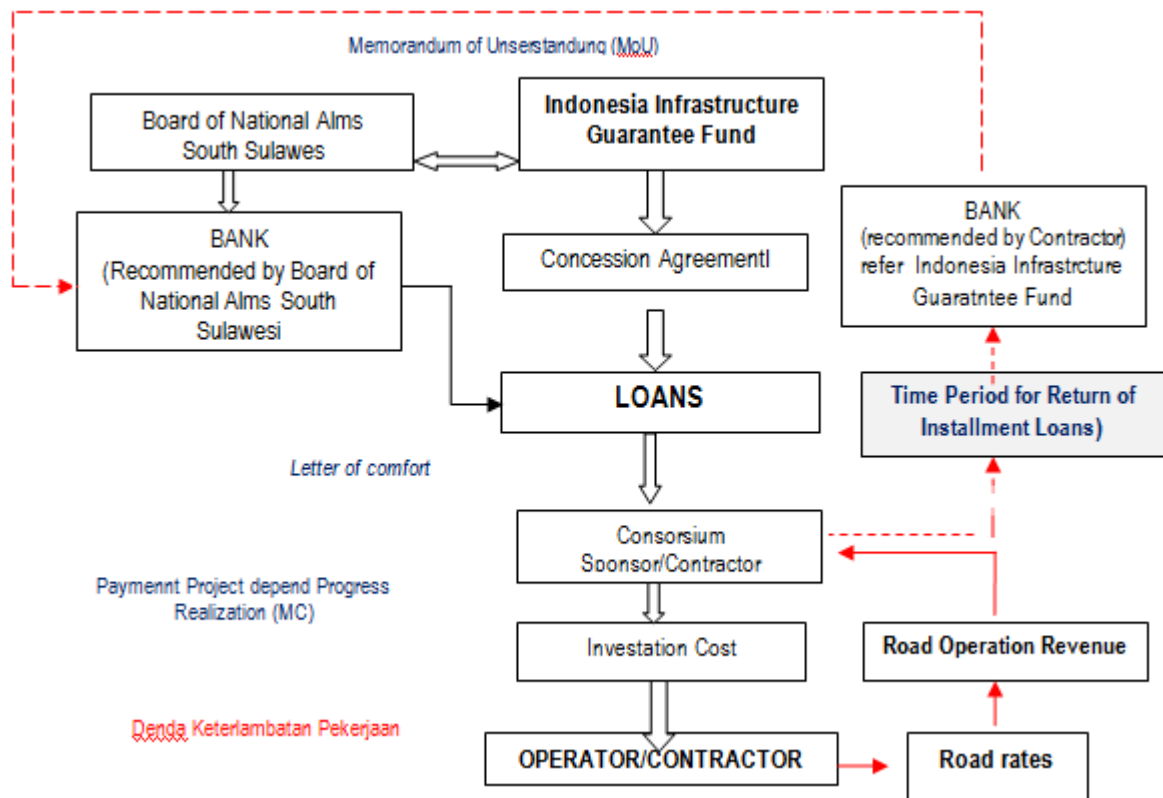 Memorandum of Unserstandung (MoU)
Board of National Alms
South Sulawes
Indonesia Infrastructure
Guarantee Fund
BANK
(Recommended by Board of
National Alms South
Sulawesi
Concession Agreementl
BANK
(recommended by Contractor)
refer Indonesia Infrastrcture
Guaratntee Fund
LOANS
Time Period for Return of
Installment Loans)
Letter of comfort
Consorsium
Soonsor/Contractor
Paymennt Project depend Progress
Realization (MC)
Investation Cost
Road Operation Revenue
Denda Keterlambatan Pekerjaan
OPERATOR/CONTRACTOR
Road rates